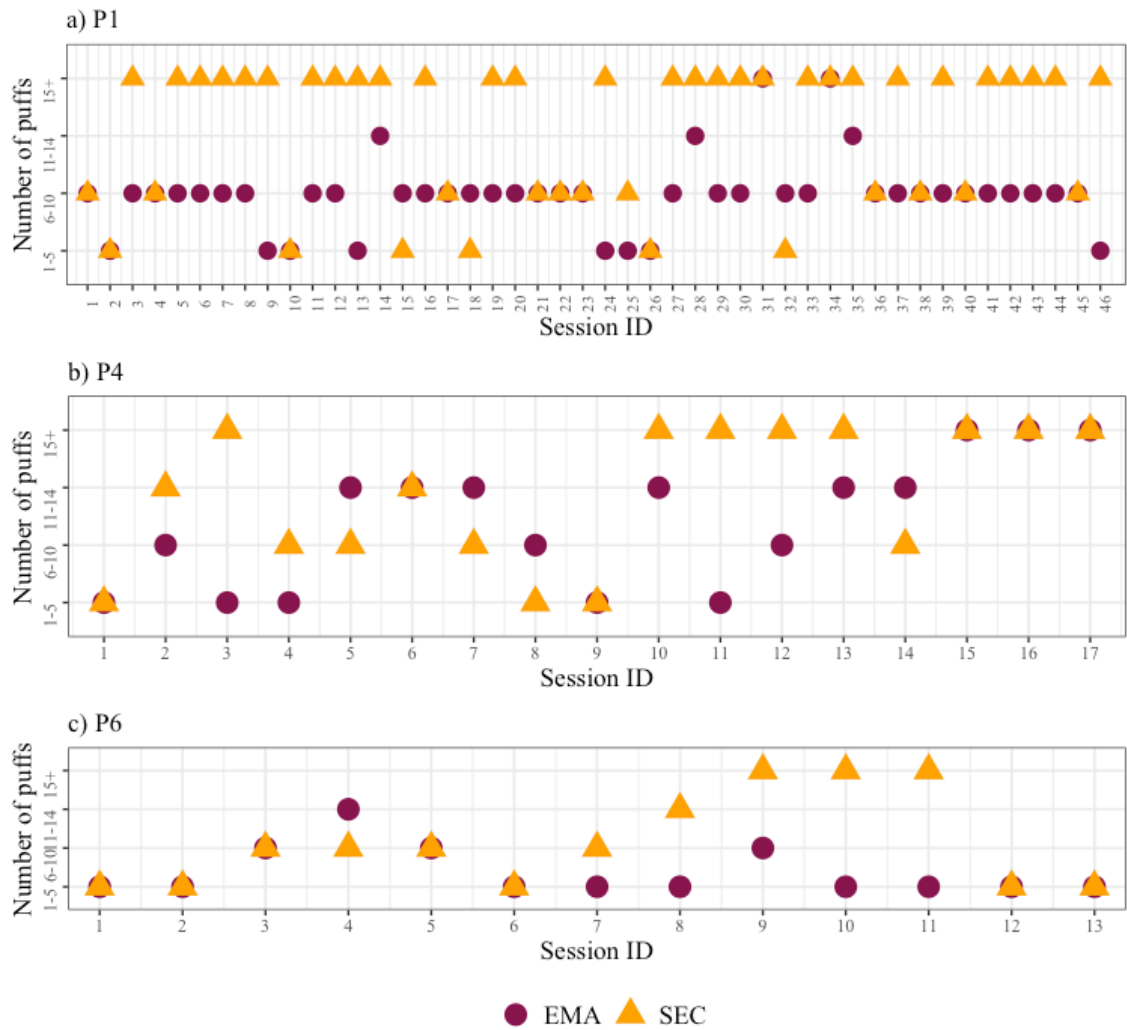 a) P1
Number of puffs
15+
11-14
6-10
1-5
1 2 3 4 5 6 7 8 9 10 11 12 13 14 15 16 17 18 19 20 21 22 23 24 25 26 27 28 29 30 31 32 33 34 35 36 37 38 39 40 41 42 43 44 45 46
Session ID
b) P4
Number of puffs
15+
11-14
6-10
1-5
1 2 3 4 5 6 7 8 9 10 11 12 13 14 15 16 17
Session ID
c) P6
Number of puffs
15+
11-14
6-10
1-5
1 2 3 4 5 6 7 8 9 10 11 12 13
Session ID
EMA SEC